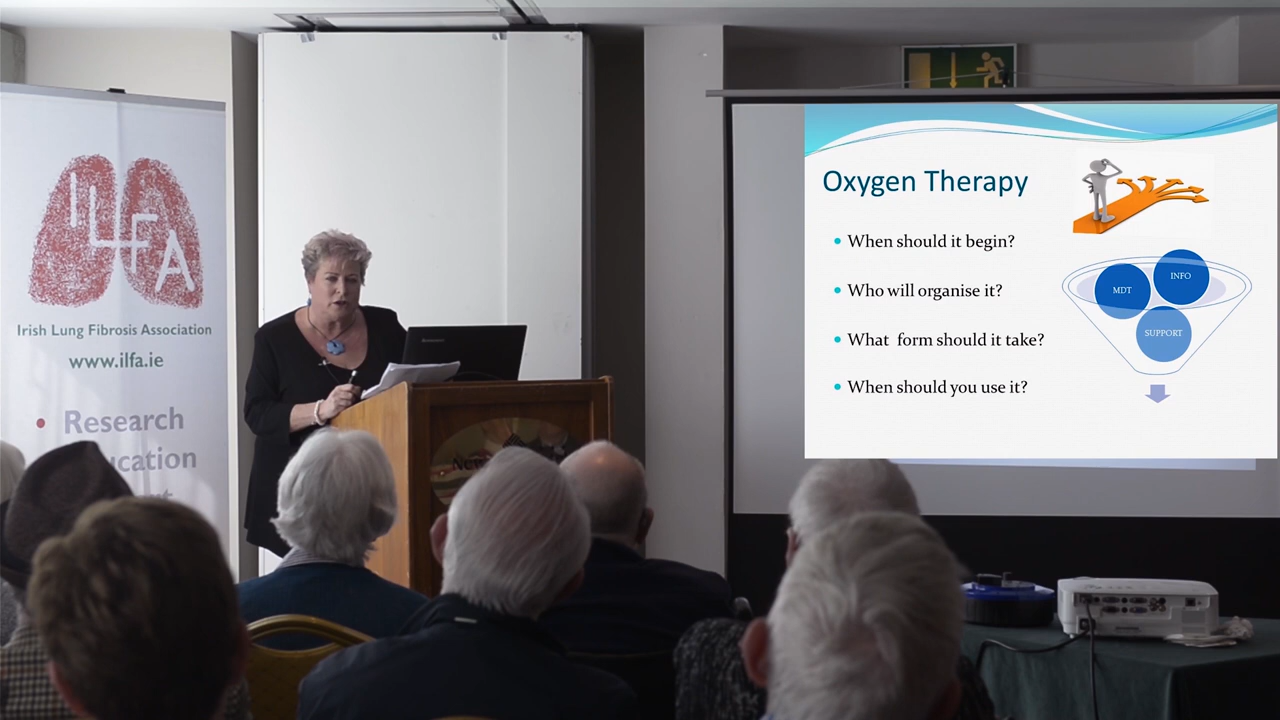 ILFA
Irish Lung Fibrosis Association
www.ilfa.ie
• Research
Oxygen Therapy
• When should it begin?
• Who will organise it?
• What form should it take?
• When should you use it?
MDT
INFO
SUPPORT